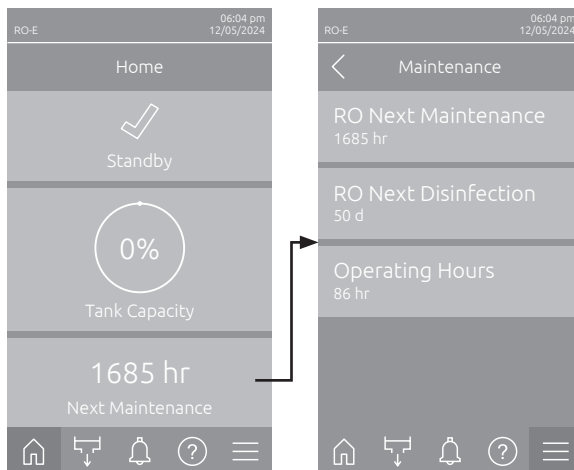 RO-E
06:04 pm
12/05/2024
Home
Standby
0%
Tank Capacity
1685 hr
Next Maintenance
?
RO-E
06:04 pm
12/05/2024
Maintenance
RO Next Maintenance
1685 hr
RO Next Disinfection
50 d
Operating Hours
86 hr
?